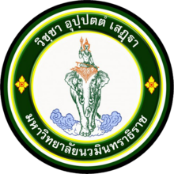 วิชฺชา อุปฺปตตํ เสฏฺฐา
มหาวิทยาลัยนวมินทราธิราช